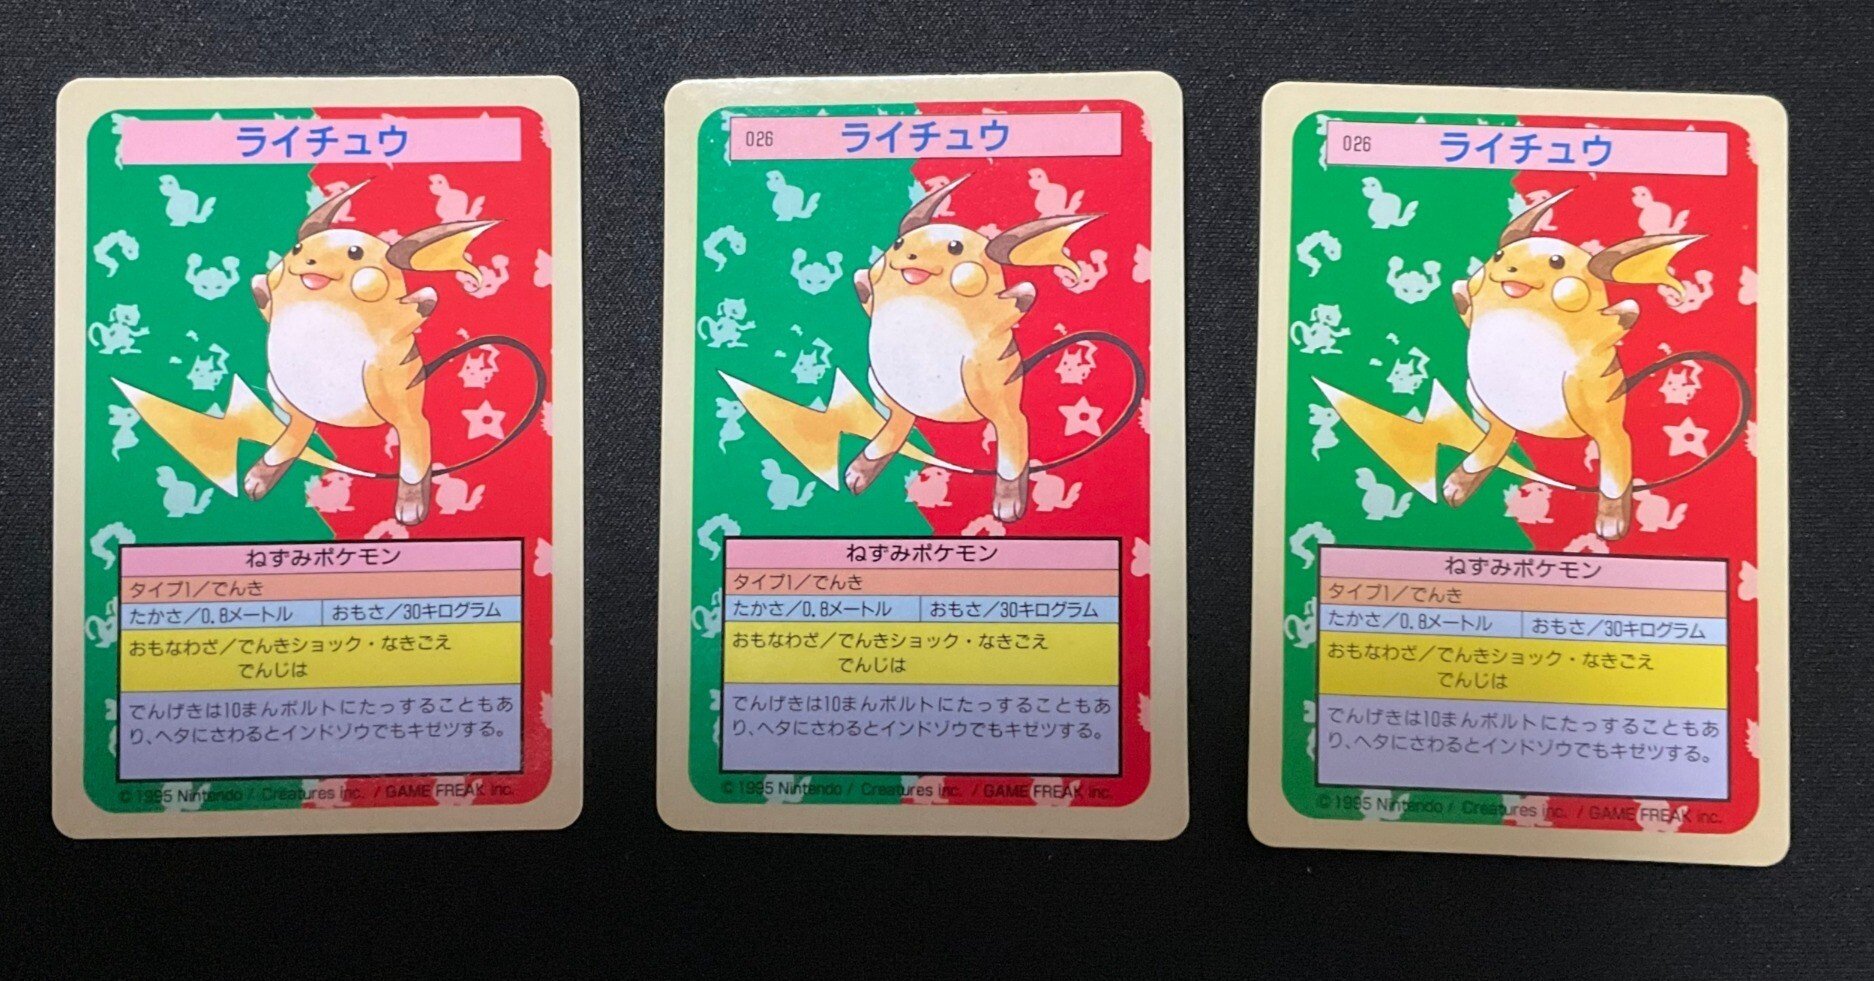 ライチュウ
ねずみポケモン
タイプ1/でんき
たかさ/0.8メートル おもさ/30キログラム
おもなわざ/でんきショック・なきごえ
でんじは
でんげきは10まんボルトにたっすることもあ
り、ヘタにさわるとインドゾウでもキゼツする。
©1995 Nintendo / Creatures inc. / GAME FREAK inc.
026 ライチュウ
ねずみポケモン
タイプ1/でんき
たかさ/0.8メートル おもさ/30キログラム
おもなわざ/でんきショック・なきごえ
でんじは
でんげきは10まんボルトにたっすることもあ
り、ヘタにさわるとインドゾウでもキゼツする。
©1995 Nintendo / Creatures inc. / GAME FREAK inc.
026 ライチュウ
ねずみポケモン
タイプ1/でんき
たかさ/0.8メートル おもさ/30キログラム
おもなわざ/でんきショック・なきごえ
でんじは
でんげきは10まんボルトにたっすることもあ
り、ヘタにさわるとインドゾウでもキゼツする。
©1995 Nintendo / Creatures inc. / GAME FREAK inc.